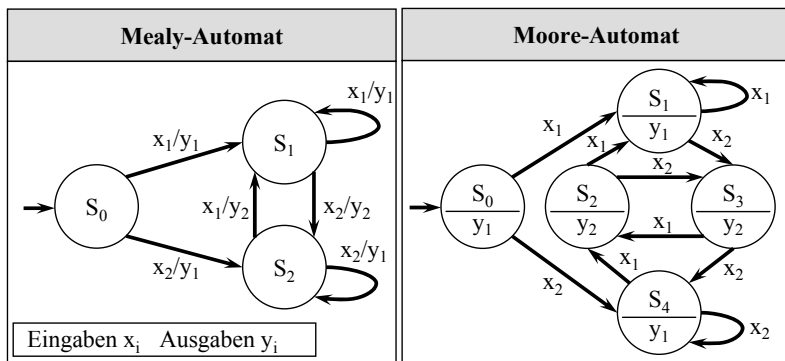 Mealy-Automat
x₁/y₁
S₁
x₁/y₁
S₀
x₁/y₂
x₂/y₂
x₂/y₁
S₂
x₂/y₁
Eingaben xᵢ Ausgaben yᵢ
Moore-Automat
S₁
y₁
x₁
x₁
x₁
x₂
S₀
y₁
S₂
y₂
x₂
S₃
y₂
x₁
x₂
x₁
x₂
S₄
y₁
x₂